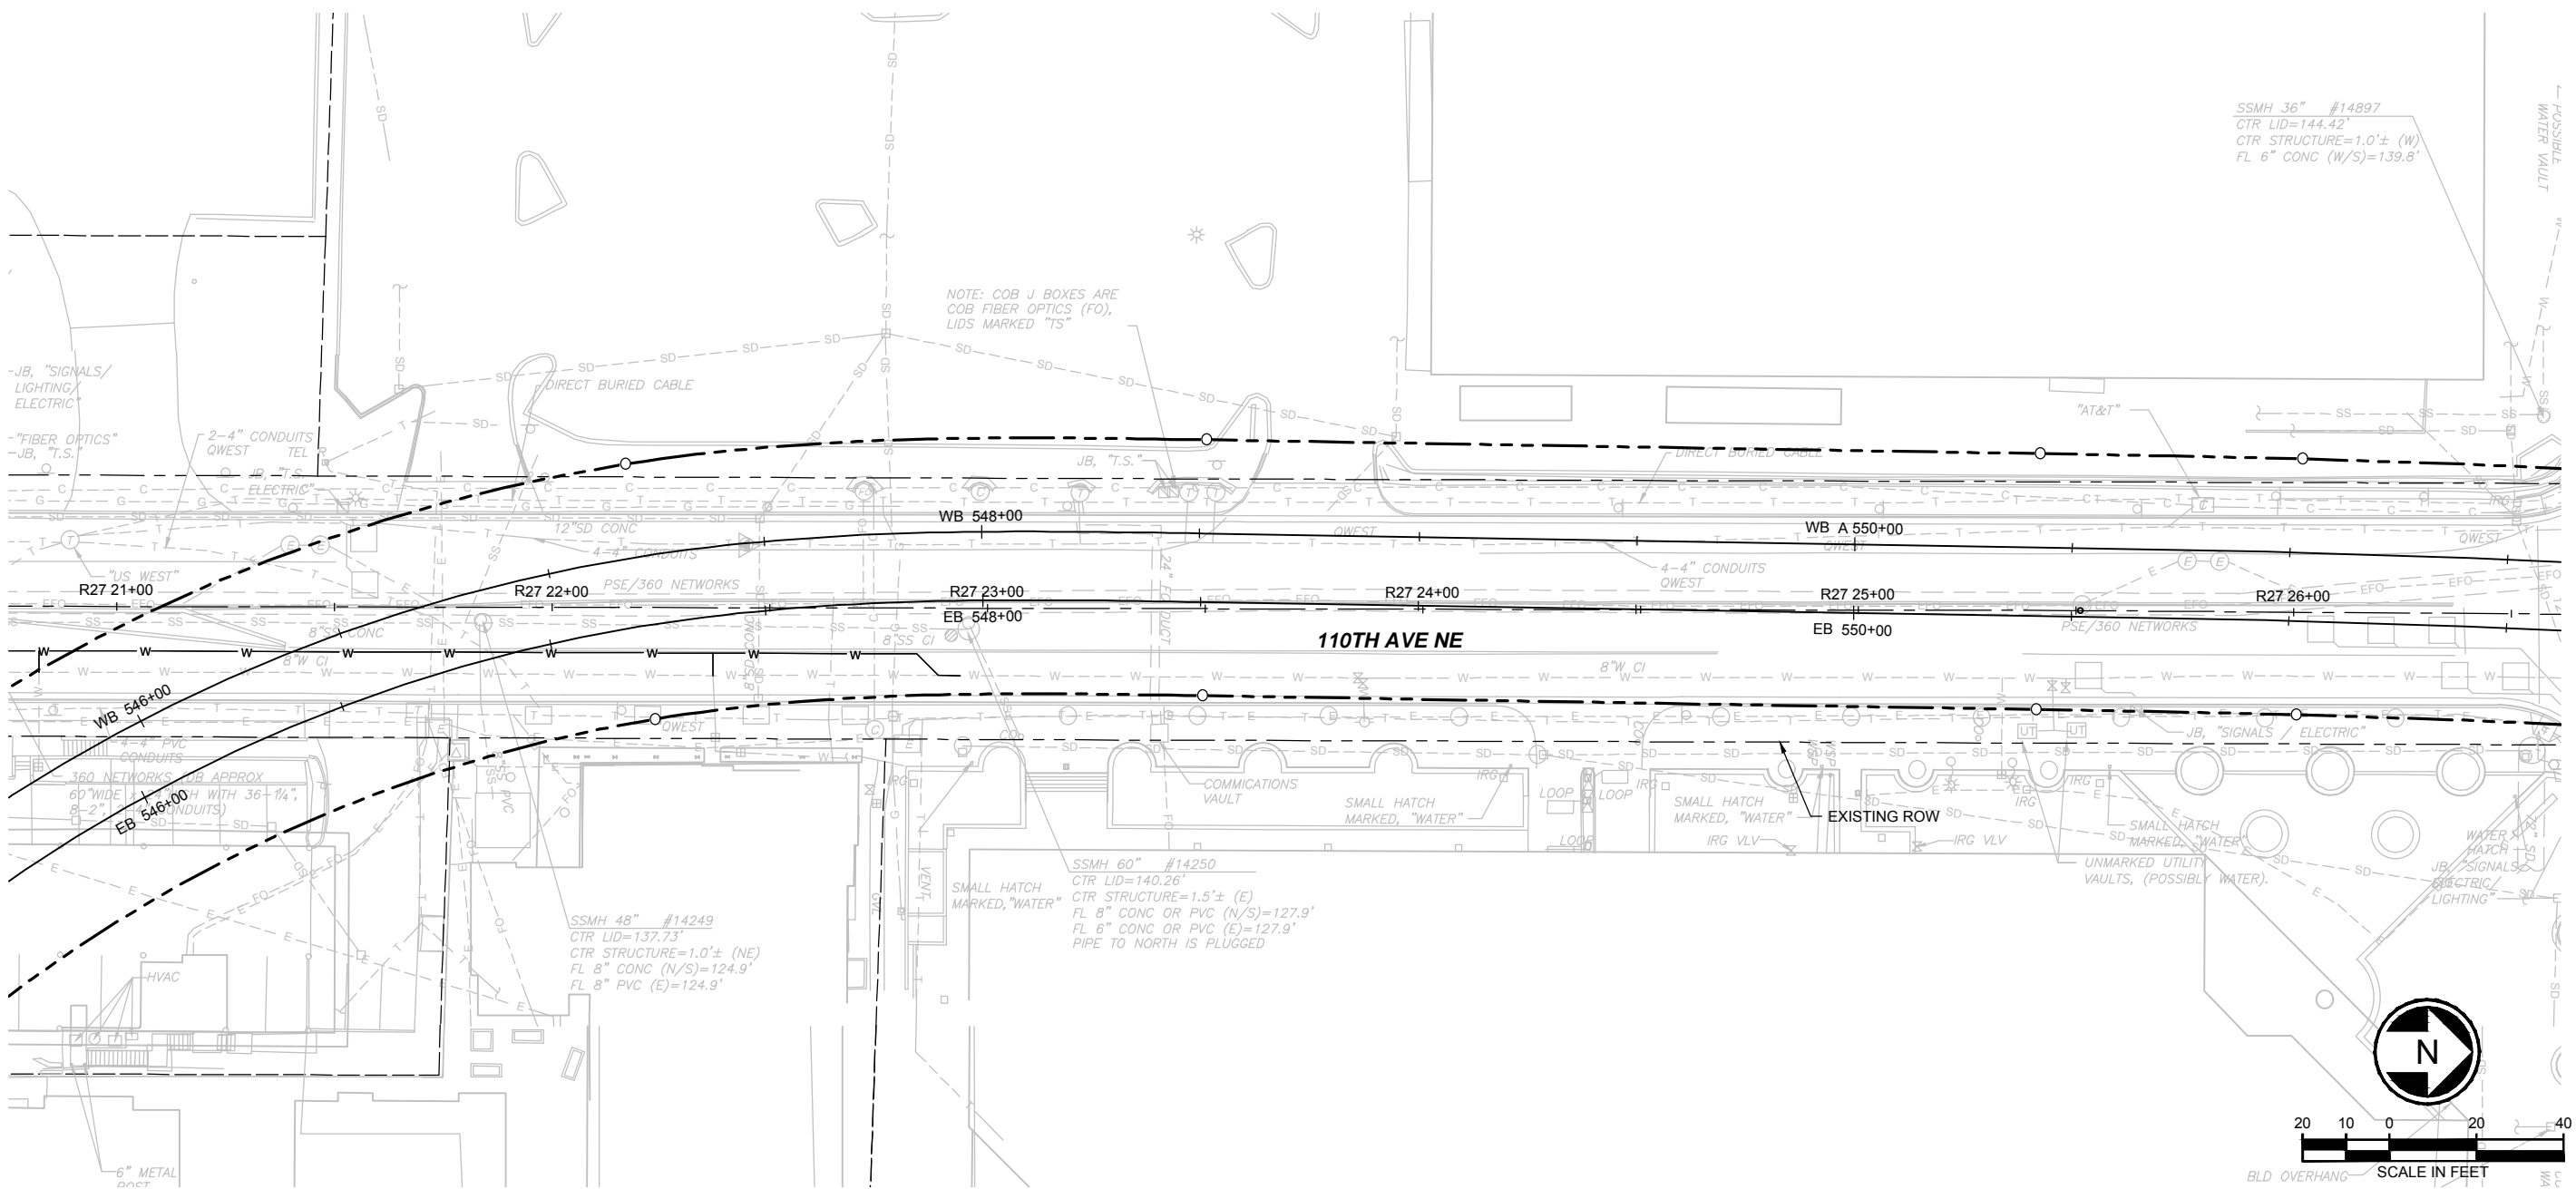 SSMH 36" #14897
CTR LID=144.42'
CTR STRUCTURE=1.0'± (W)
FL 6" CONC (W/S)=139.8'
POSSIBLE
WATER VAULT
NOTE: COB J BOXES ARE
COB FIBER OPTICS (FO),
LIDS MARKED "TS"
JB, "SIGNALS/
LIGHTING/
ELECTRIC"
DIRECT BURIED CABLE
"FIBER OPTICS"
JB, "T.S."
2-4" CONDUITS
QWEST
TEL
JB, "T.S.
ELECTRIC"
JB, "T.S."
DIRECT BURIED CABLE
"AT&T"
WB 548+00
WB A 550+00
12"SD CONC
4-4" CONDUITS
QWEST
QWEST
QWEST
"US WEST"
PSE/360 NETWORKS
4-4" CONDUITS
QWEST
R27 21+00
R27 22+00
R27 23+00
R27 24+00
R27 25+00
R27 26+00
EB 548+00
EB 550+00
110TH AVE NE
PSE/360 NETWORKS
8"SS CONC
8"SS CI
8"W CI
8"W CI
WB 546+00
EB 546+00
QWEST
4-4" PVC
CONDUITS
8"SS PVC
JB, "SIGNALS / ELECTRIC"
COMMICATIONS
VAULT
IRG
IRG
IRG
IRG
IRG
LOOP
LOOP
LOOP
SMALL HATCH
MARKED, "WATER"
SMALL HATCH
MARKED, "WATER"
EXISTING ROW
SMALL HATCH
MARKED, "WATER"
IRG VLV
IRG VLV
UNMARKED UTILITY
VAULTS, (POSSIBLY WATER).
WATER
HATCH
JB, "SIGNALS/
ELECTRIC/
LIGHTING"
VENT
SMALL HATCH
MARKED,"WATER"
SSMH 60" #14250
CTR LID=140.26'
CTR STRUCTURE=1.5'± (E)
FL 8" CONC OR PVC (N/S)=127.9'
FL 6" CONC OR PVC (E)=127.9'
PIPE TO NORTH IS PLUGGED
SSMH 48" #14249
CTR LID=137.73'
CTR STRUCTURE=1.0'± (NE)
FL 8" CONC (N/S)=124.9'
FL 8" PVC (E)=124.9'
HVAC
6" METAL
POST
N
20 10 0 20 40
SCALE IN FEET
BLD OVERHANG